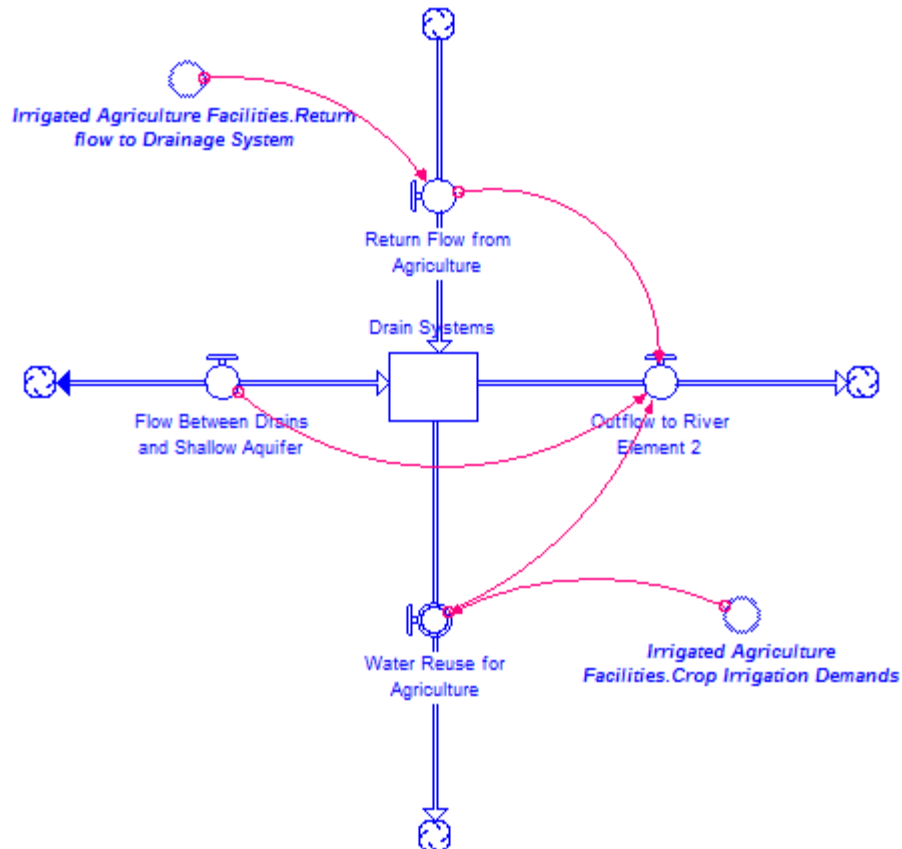 Irrigated Agriculture Facilities.Return
flow to Drainage System
Return Flow from
Agriculture
Drain Systems
Flow Between Drains
and Shallow Aquifer
Outflow to River
Element 2
Water Reuse for
Agriculture
Irrigated Agriculture
Facilities.Crop Irrigation Demands